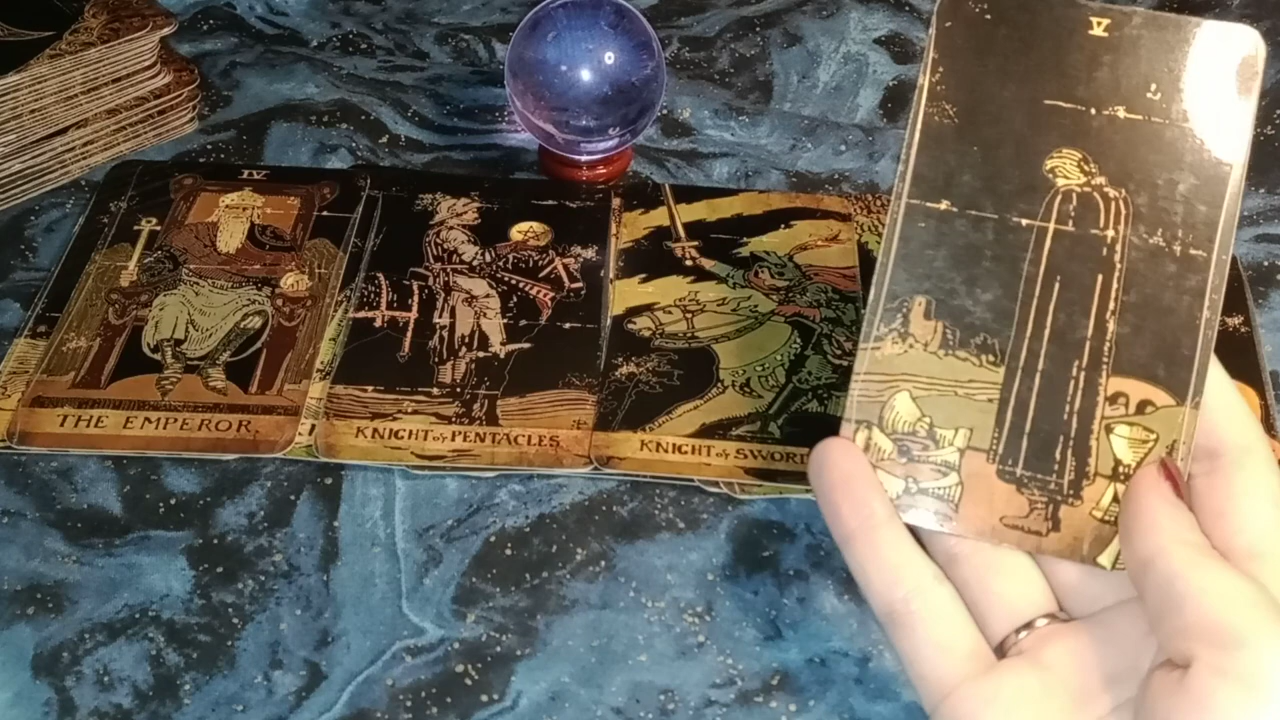 IV
THE EMPEROR.
KNIGHT of PENTACLES.
KNIGHT of SWORD
V